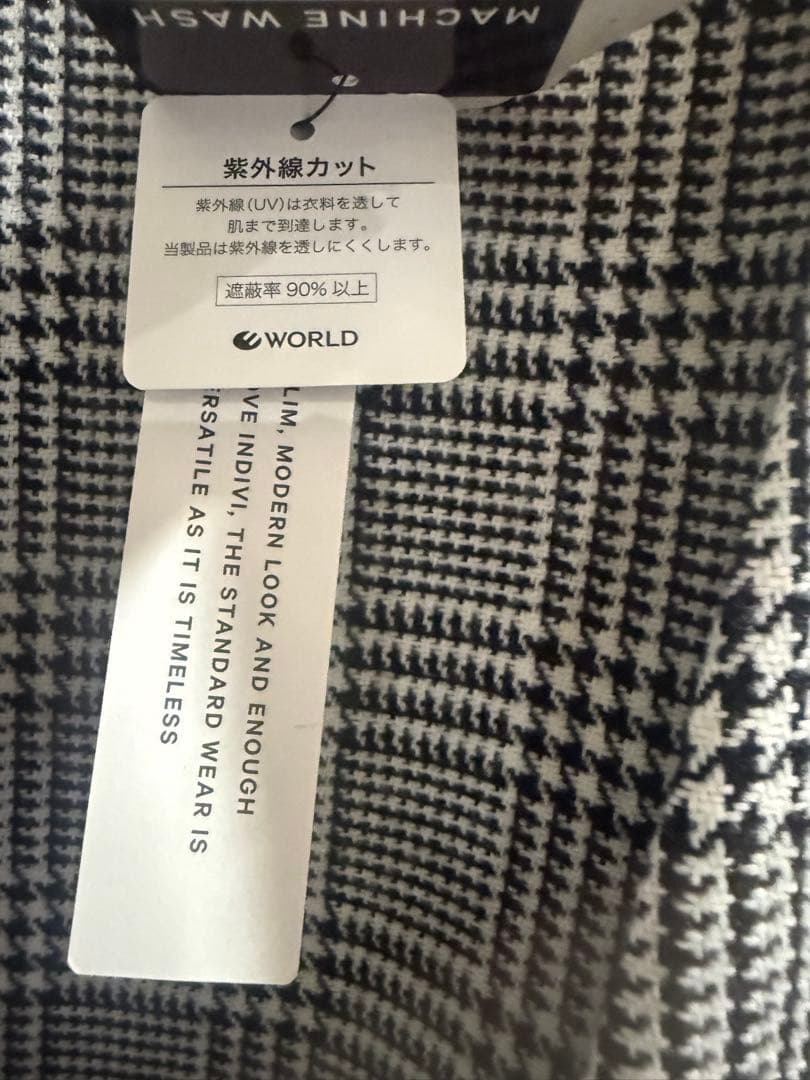 MACHINE WASH
紫外線カット
紫外線(UV)は衣料を透して
肌まで到達します。
当製品は紫外線を透しにくくします。
遮蔽率 90% 以上
WORLD
MODERN LOOK AND ENOUGH
INDIVI, THE STANDARD WEAR IS
AS IT IS TIMELESS